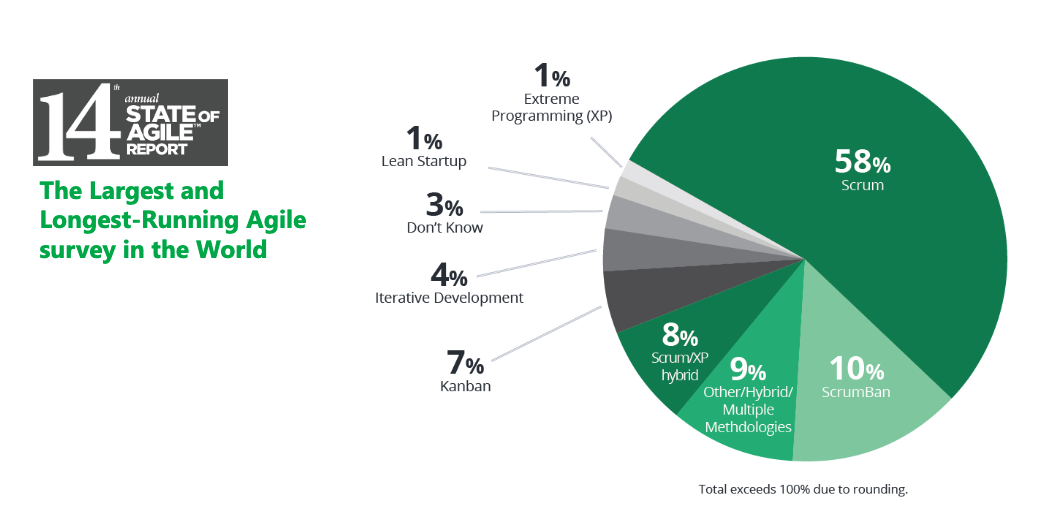 14th
annual
STATE OF
AGILE™
REPORT
The Largest and
Longest-Running Agile
survey in the World
1%
Extreme
Programming (XP)
1%
Lean Startup
3%
Don't Know
4%
Iterative Development
7%
Kanban
58%
Scrum
8%
Scrum/XP
hybrid
9%
Other/Hybrid/
Multiple
Methdologies
10%
ScrumBan
Total exceeds 100% due to rounding.